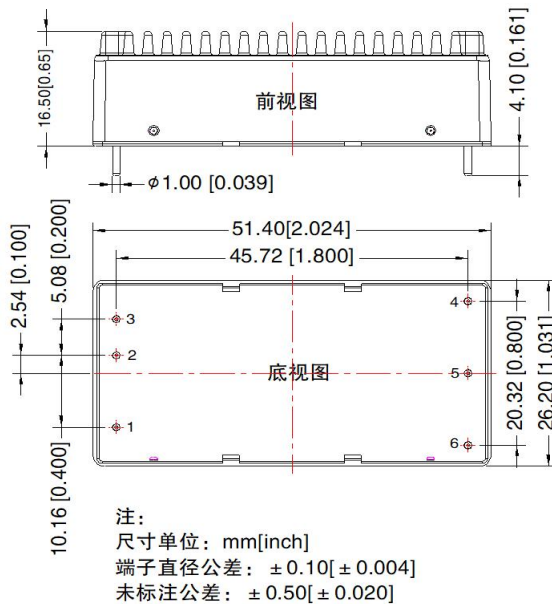 16.50[0.65]
前视图
4.10 [0.161]
φ1.00 [0.039]
51.40[2.024]
45.72 [1.800]
2.54 [0.100]
5.08 [0.200]
3
4
2
底视图
5
20.32 [0.800]
26.20 [1.031]
1
6
10.16 [0.400]
注:
尺寸单位: mm[inch]
端子直径公差: ±0.10[±0.004]
未标注公差: ±0.50[±0.020]